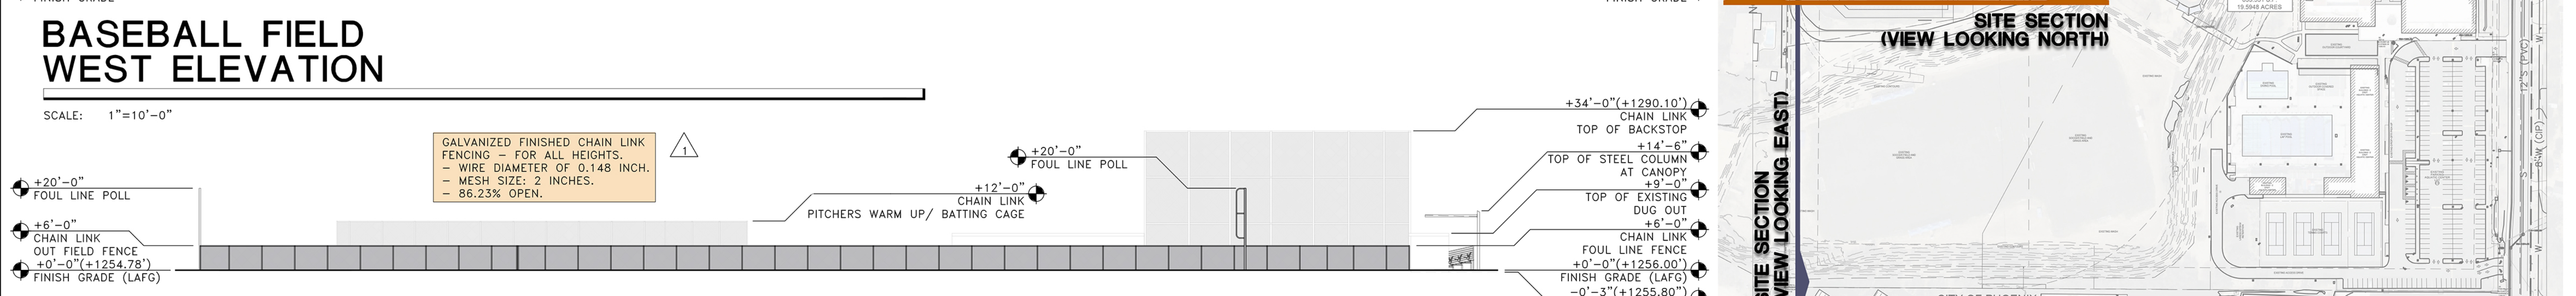 BASEBALL FIELD
WEST ELEVATION
SCALE: 1"=10'-0"
GALVANIZED FINISHED CHAIN LINK
FENCING – FOR ALL HEIGHTS.
– WIRE DIAMETER OF 0.148 INCH.
– MESH SIZE: 2 INCHES.
– 86.23% OPEN.
1
+20'-0"
FOUL LINE POLL
+6'-0"
CHAIN LINK
OUT FIELD FENCE
+0'-0"(+1254.78')
FINISH GRADE (LAFG)
+12'-0"
CHAIN LINK
PITCHERS WARM UP/ BATTING CAGE
+20'-0"
FOUL LINE POLL
+34'-0"(+1290.10')
CHAIN LINK
TOP OF BACKSTOP
+14'-6"
TOP OF STEEL COLUMN
AT CANOPY
+9'-0"
TOP OF EXISTING
DUG OUT
+6'-0"
CHAIN LINK
FOUL LINE FENCE
+0'-0"(+1256.00')
FINISH GRADE (LAFG)
-0'-3"(+1255.80')
SITE SECTION
(VIEW LOOKING NORTH)
SITE SECTION
VIEW LOOKING EAST)
19.5948 ACRES
12"S (PVC)
8"W (CIP)